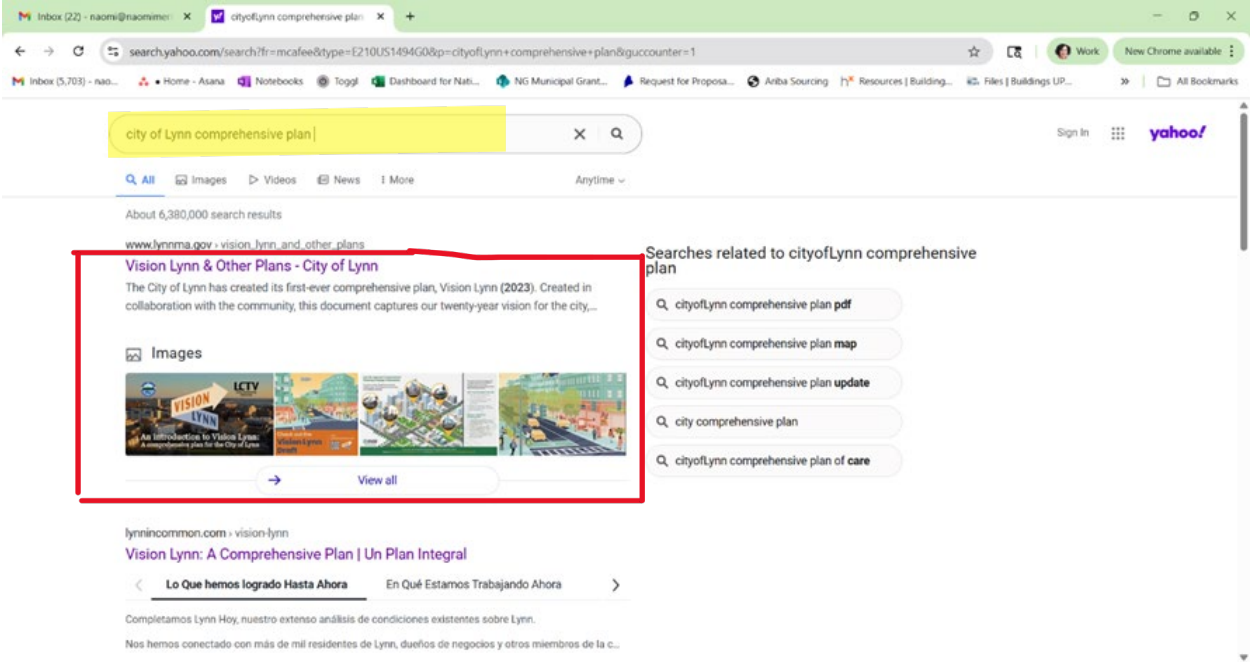 Inbox (22) - naomi@naomimeri
cityofLynn comprehensive plan
search.yahoo.com/search?fr=mcafee&type=E210US1494G0&p=cityofLynn+comprehensive+plan&guccounter=1
Work
New Chrome available
Inbox (5,703) - nao...
Home - Asana
Notebooks
Toggl
Dashboard for Nati...
NG Municipal Grant...
Request for Proposa...
Ariba Sourcing
Resources | Building...
Files | Buildings UP...
All Bookmarks
city of Lynn comprehensive plan
Sign In
yahoo!
All
Images
Videos
News
More
Anytime
About 6,380,000 search results
www.lynnma.gov › vision_lynn_and_other_plans
Vision Lynn & Other Plans - City of Lynn
The City of Lynn has created its first-ever comprehensive plan, Vision Lynn (2023). Created in
collaboration with the community, this document captures our twenty-year vision for the city,...
Images
LCTV
VISION
LYNN
An Introduction to Vision Lynn:
A comprehensive plan for the City of Lynn
Vision Lynn
Draft
View all
lynnincommon.com › vision-lynn
Vision Lynn: A Comprehensive Plan | Un Plan Integral
Lo Que hemos logrado Hasta Ahora
En Qué Estamos Trabajando Ahora
Completamos Lynn Hoy, nuestro extenso análisis de condiciones existentes sobre Lynn.
Nos hemos conectado con más de mil residentes de Lynn, dueños de negocios y otros miembros de la c...
Searches related to cityofLynn comprehensive
plan
cityofLynn comprehensive plan pdf
cityofLynn comprehensive plan map
cityofLynn comprehensive plan update
city comprehensive plan
cityofLynn comprehensive plan of care